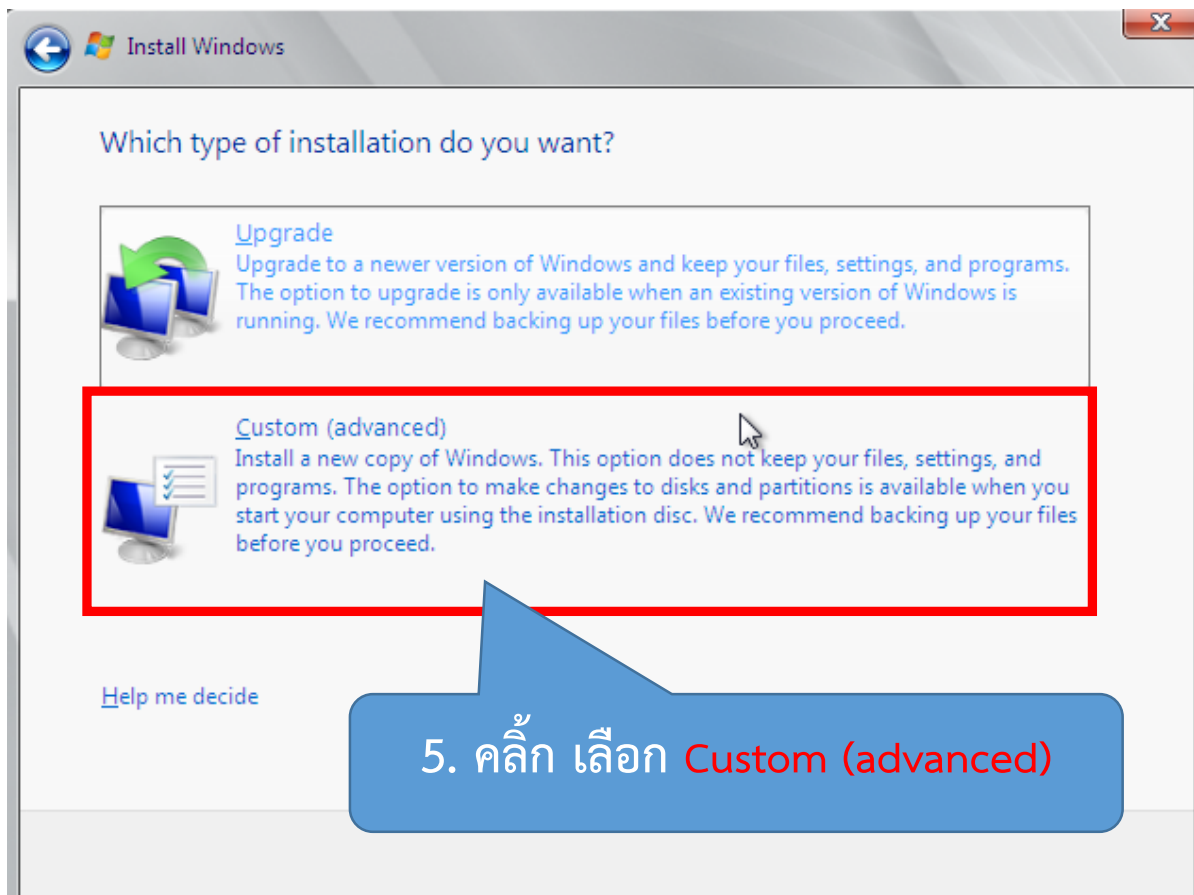 Install Windows
Which type of installation do you want?
Upgrade
Upgrade to a newer version of Windows and keep your files, settings, and programs.
The option to upgrade is only available when an existing version of Windows is
running. We recommend backing up your files before you proceed.
Custom (advanced)
Install a new copy of Windows. This option does not keep your files, settings, and
programs. The option to make changes to disks and partitions is available when you
start your computer using the installation disc. We recommend backing up your files
before you proceed.
Help me decide
5. คลิ้ก เลือก Custom (advanced)